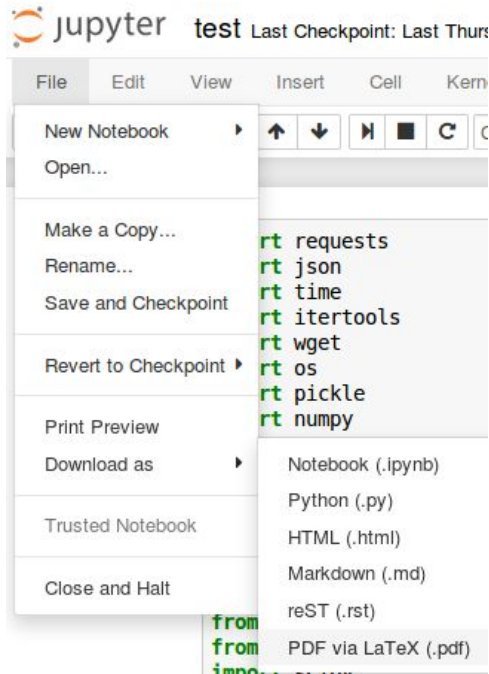 jupyter test Last Checkpoint: Last Thurs
File Edit View Insert Cell Kern
New Notebook
Open...
Make a Copy...
Rename...
Save and Checkpoint
Revert to Checkpoint
Print Preview
Download as
Trusted Notebook
Close and Halt
rt requests
rt json
rt time
rt itertools
rt wget
rt os
rt pickle
rt numpy
Notebook (.ipynb)
Python (.py)
HTML (.html)
Markdown (.md)
reST (.rst)
PDF via LaTeX (.pdf)
from
from
import